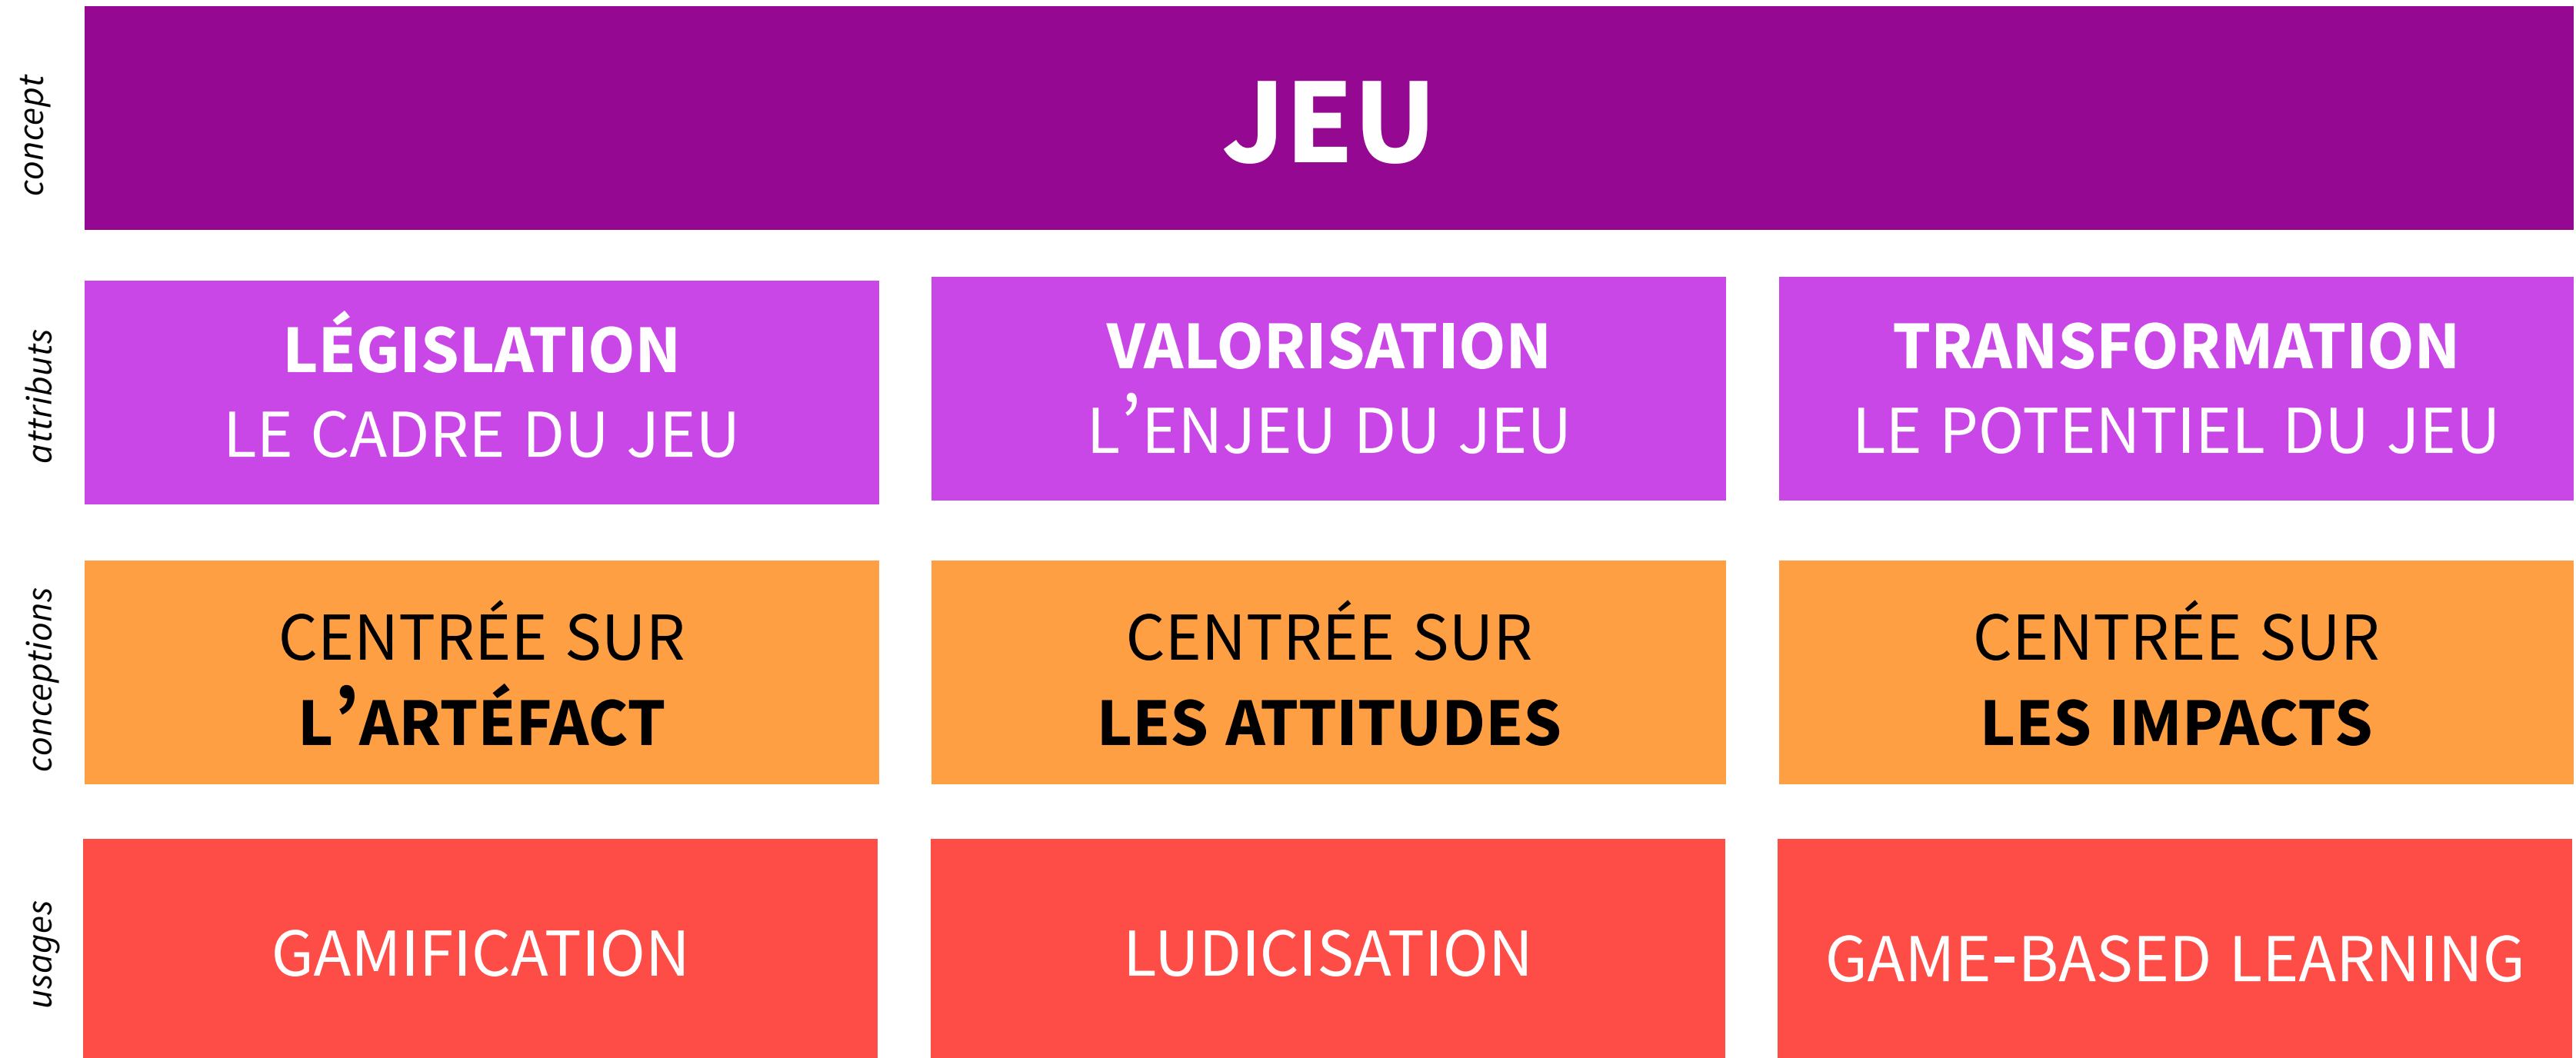 concept
JEU
attributs
LÉGISLATION
LE CADRE DU JEU
VALORISATION
L’ENJEU DU JEU
TRANSFORMATION
LE POTENTIEL DU JEU
conceptions
CENTRÉE SUR
L’ARTÉFACT
CENTRÉE SUR
LES ATTITUDES
CENTRÉE SUR
LES IMPACTS
usages
GAMIFICATION
LUDICISATION
GAME-BASED LEARNING